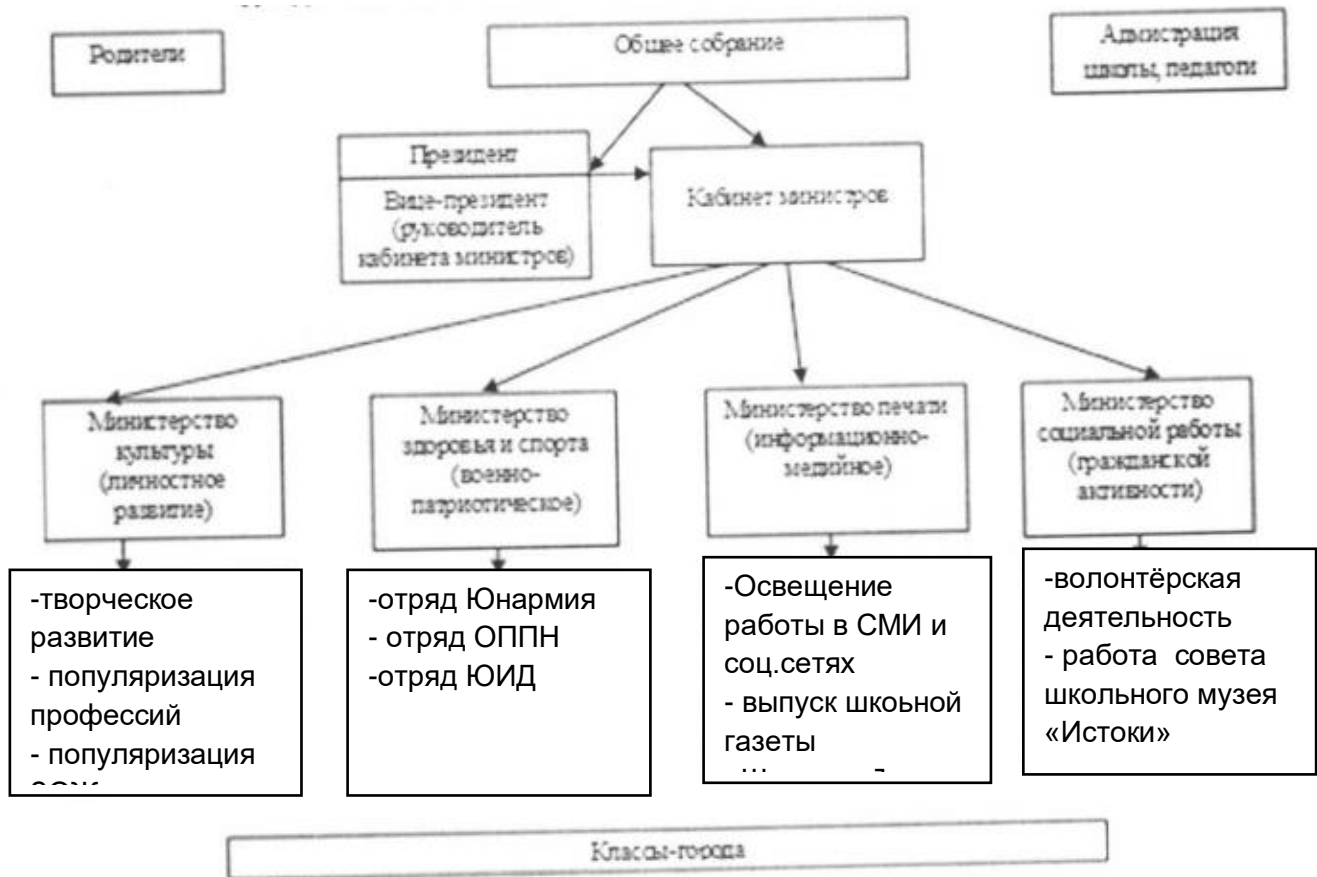 Родители
Общее собрание
Адмистрация
школы, педагоги
Президент
Вице-президент
(руководитель
кабинета министров)
Кабинет министров
Министерство
культуры
(личностное
развитие)
Министерство
здоровья и спорта
(военно-
патриотическое)
Министерство печати
(информационно-
медийное)
Министерство
социальной работы
(гражданской
активности)
-творческое
развитие
- популяризация
профессий
- популяризация
-отряд Юнармия
- отряд ОППН
-отряд ЮИД
-Освещение
работы в СМИ и
соц.сетях
- выпуск шкоьной
газеты
-волонтёрская
деятельность
- работа совета
школьного музея
«Истоки»
Классы-города